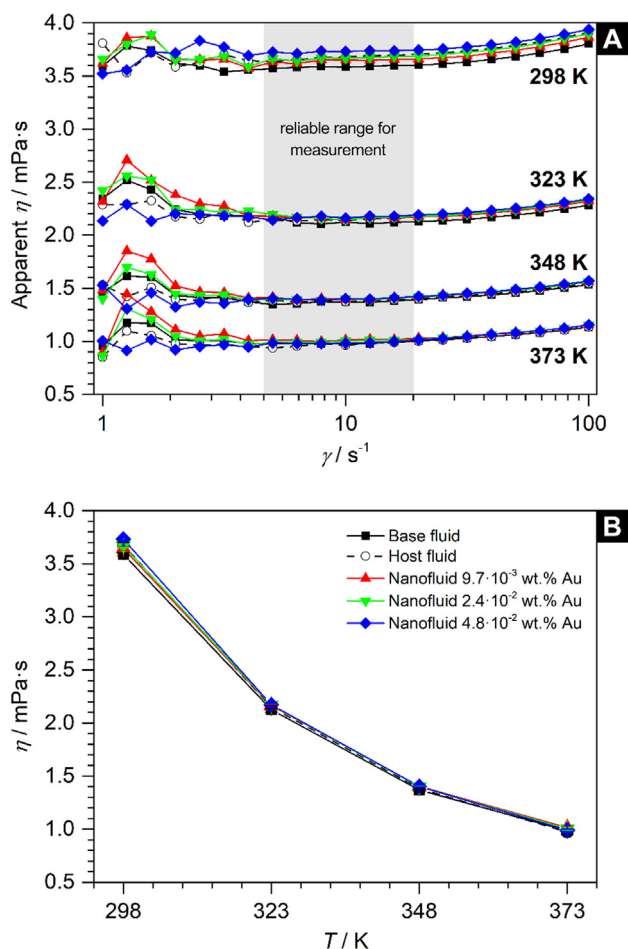 A
4.0
3.5
3.0
2.5
2.0
1.5
1.0
0.5
Apparent η / mPa·s
298 K
reliable range for
measurement
323 K
348 K
373 K
1
10
100
γ / s⁻¹
B
4.0
3.5
3.0
2.5
2.0
1.5
1.0
0.5
η / mPa·s
Base fluid
Host fluid
Nanofluid 9.7·10⁻³ wt.% Au
Nanofluid 2.4·10⁻² wt.% Au
Nanofluid 4.8·10⁻² wt.% Au
298
323
348
373
T / K